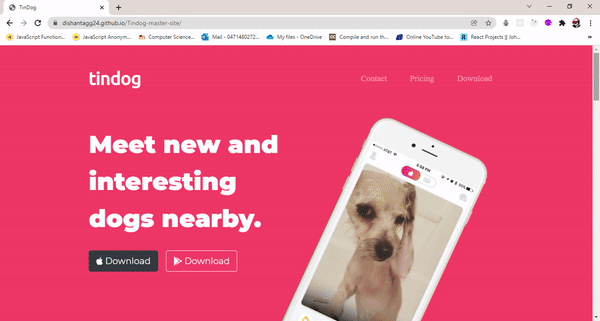 TinDog
dishantagg24.github.io/Tindog-master-site/
JavaScript Function...
JavaScript Anonym...
Computer Science...
Mail - 0471480272...
My files - OneDrive
Compile and run th...
Online YouTube to...
React Projects || Joh...
tindog
Contact
Pricing
Download
Meet new and
interesting
dogs nearby.
Download
Download
AT&T
5:08 PM